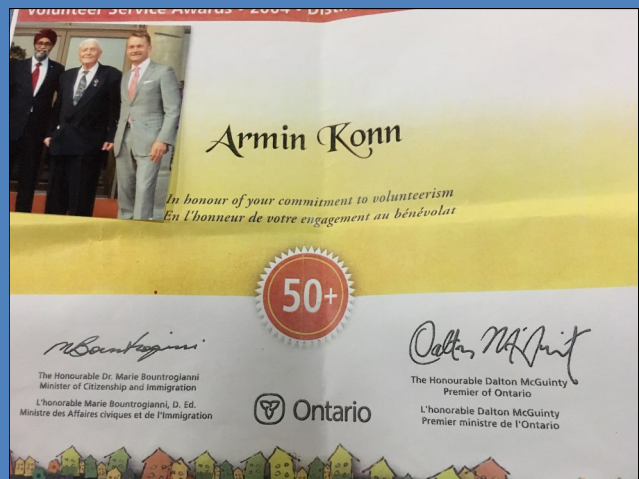 Volunteer Service Awards • 2004 •
Armin Konn
In honour of your commitment to volunteerism
En l'honneur de votre engagement au bénévolat
50+
MBountrogianni
The Honourable Dr. Marie Bountrogianni
Minister of Citizenship and Immigration
L'honorable Marie Bountrogianni, D. Ed.
Ministre des Affaires civiques et de l'Immigration
Ontario
Dalton McGuinty
The Honourable Dalton McGuinty
Premier of Ontario
L'honorable Dalton McGuinty
Premier ministre de l'Ontario